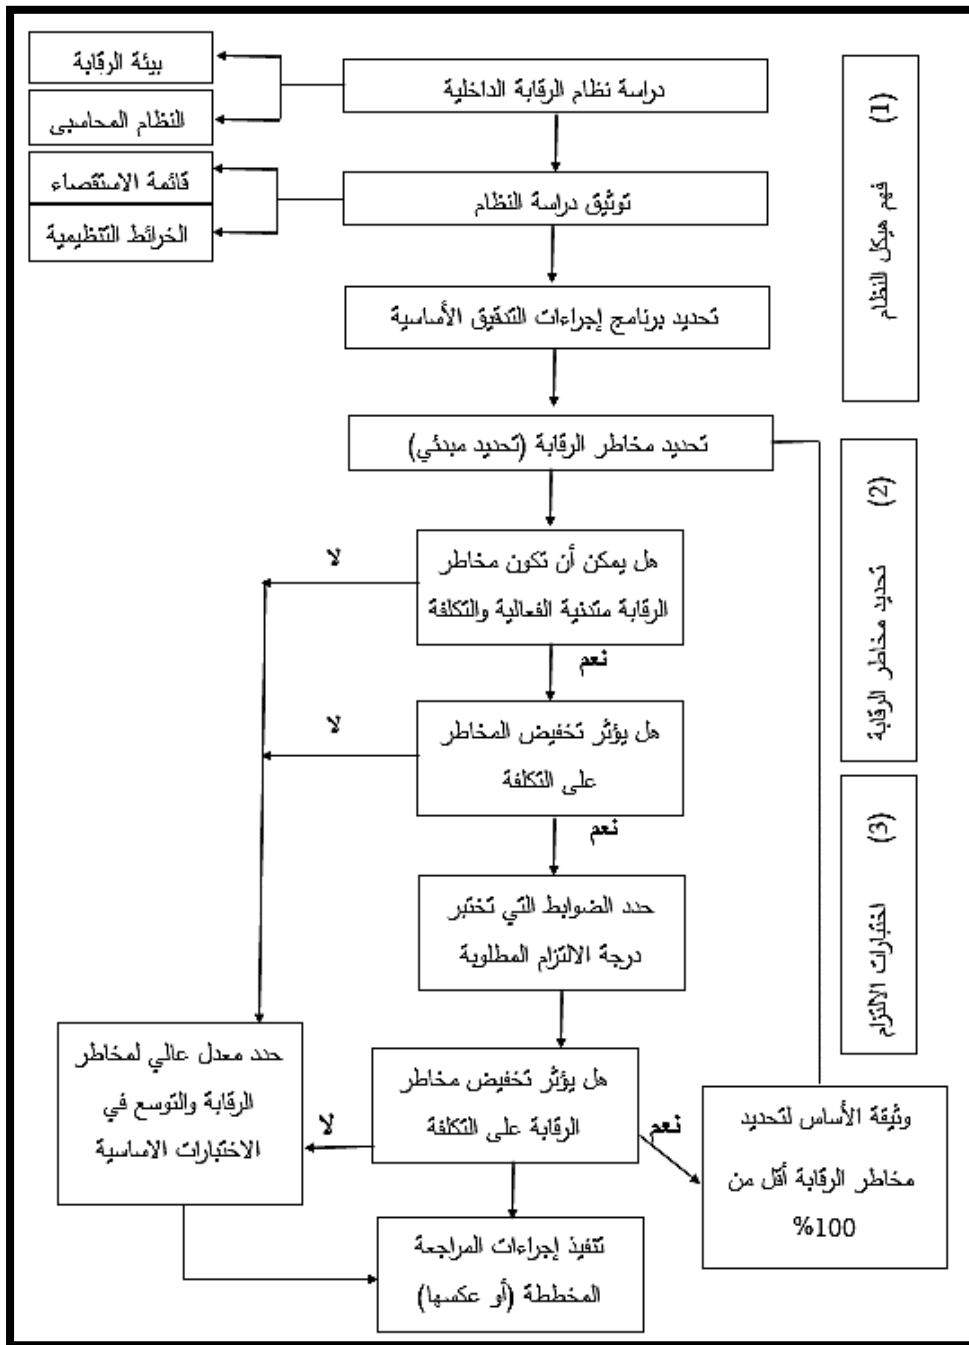 بيئة الرقابة
النظام المحاسبى
دراسة نظام الرقابة الداخلية
قائمة الاستقصاء
الخرائط التنظيمية
توثيق دراسة النظام
تحديد برنامج إجراءات التدقيق الأساسية
(1) فهم هيكل للنظام
تحديد مخاطر الرقابة (تحديد مبدئي)
(2) تحديد مخاطر الرقابة
هل يمكن أن تكون مخاطر
الرقابة متدنية الفعالية والتكلفة
لا
نعم
هل يؤثر تخفيض المخاطر
على التكلفة
لا
نعم
(3) اختبارات الالتزام
حدد الضوابط التي تختبر
درجة الالتزام المطلوبة
هل يؤثر تخفيض مخاطر
الرقابة على التكلفة
لا
نعم
حدد معدل عالي لمخاطر
الرقابة والتوسع في
الاختبارات الاساسية
وثيقة الأساس لتحديد
مخاطر الرقابة أقل من
%100
تنفيذ إجراءات المراجعة
المخططة (أو عكسها)